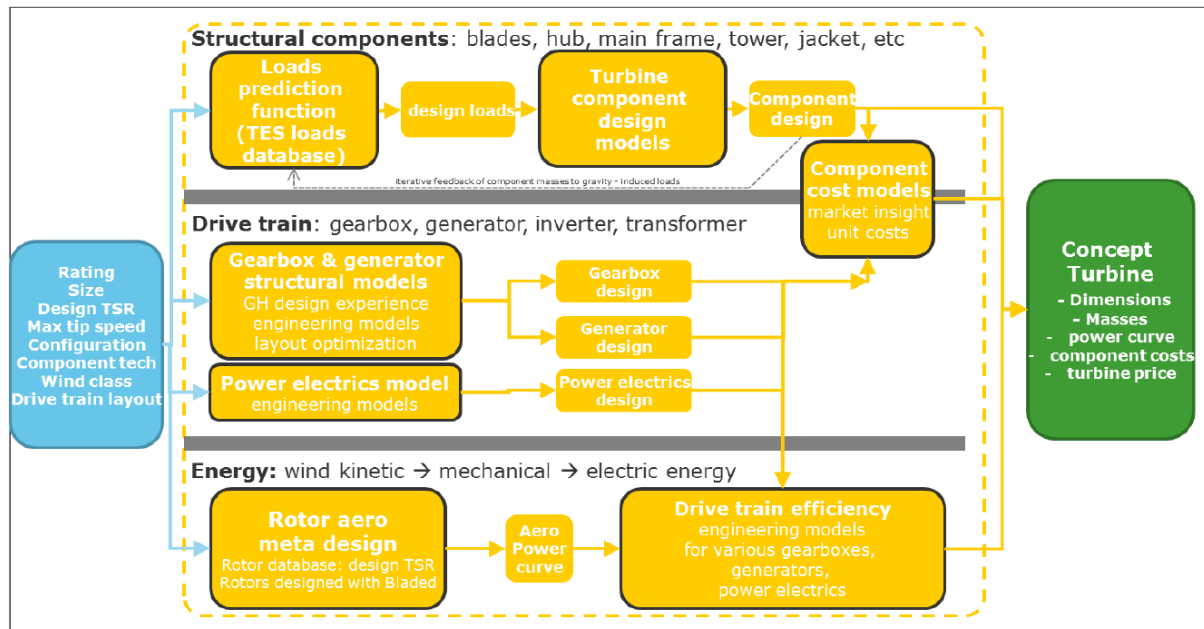 Structural components: blades, hub, main frame, tower, jacket, etc
Loads
prediction
function
(TES loads
database)
design loads
Turbine
component
design
models
Component
design
iterative feedback of component masses to gravity - induced loads
Component
cost models
market insight
unit costs
Drive train: gearbox, generator, inverter, transformer
Rating
Size
Design TSR
Max tip speed
Configuration
Component tech
Wind class
Drive train layout
Gearbox & generator
structural models
GH design experience
engineering models
layout optimization
Gearbox
design
Generator
design
Power electrics model
engineering models
Power electrics
design
Concept
Turbine
- Dimensions
- Masses
- power curve
- component costs
- turbine price
Energy: wind kinetic → mechanical → electric energy
Rotor aero
meta design
Rotor database: design TSR
Rotors designed with Bladed
Aero
Power
curve
Drive train efficiency
engineering models
for various gearboxes,
generators,
power electrics